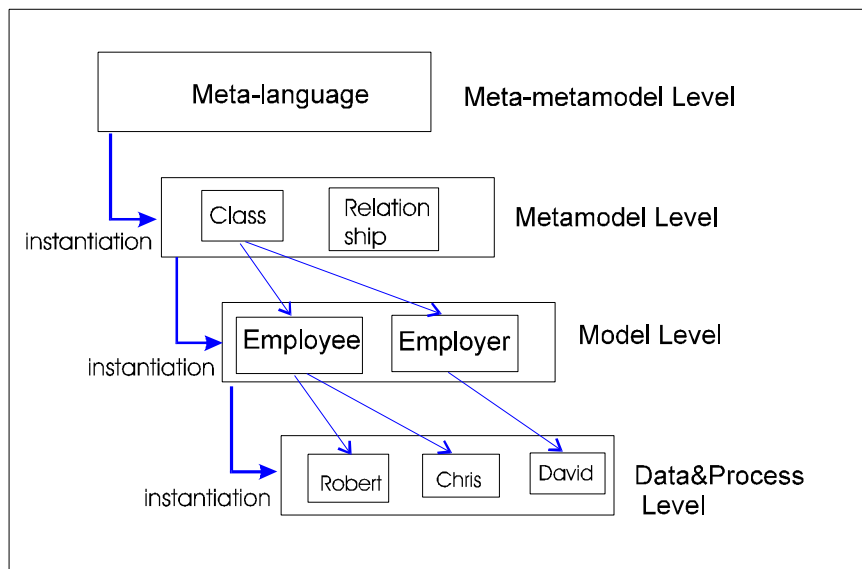 Meta-language
Meta-metamodel Level
Class
Relation
ship
Metamodel Level
instantiation
Employee
Employer
Model Level
instantiation
Robert
Chris
David
Data&Process
Level
instantiation